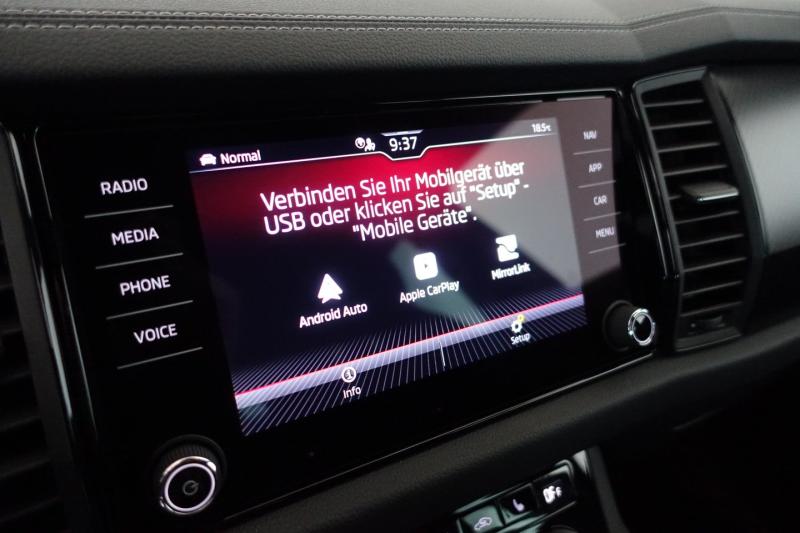 Normal
9:37
18.5°C
Verbinden Sie Ihr Mobilgerät über
USB oder klicken Sie auf "Setup" -
"Mobile Geräte".
Android Auto
Apple CarPlay
MirrorLink
Info
Setup
RADIO
MEDIA
PHONE
VOICE
NAV
APP
CAR
MENU
OFF